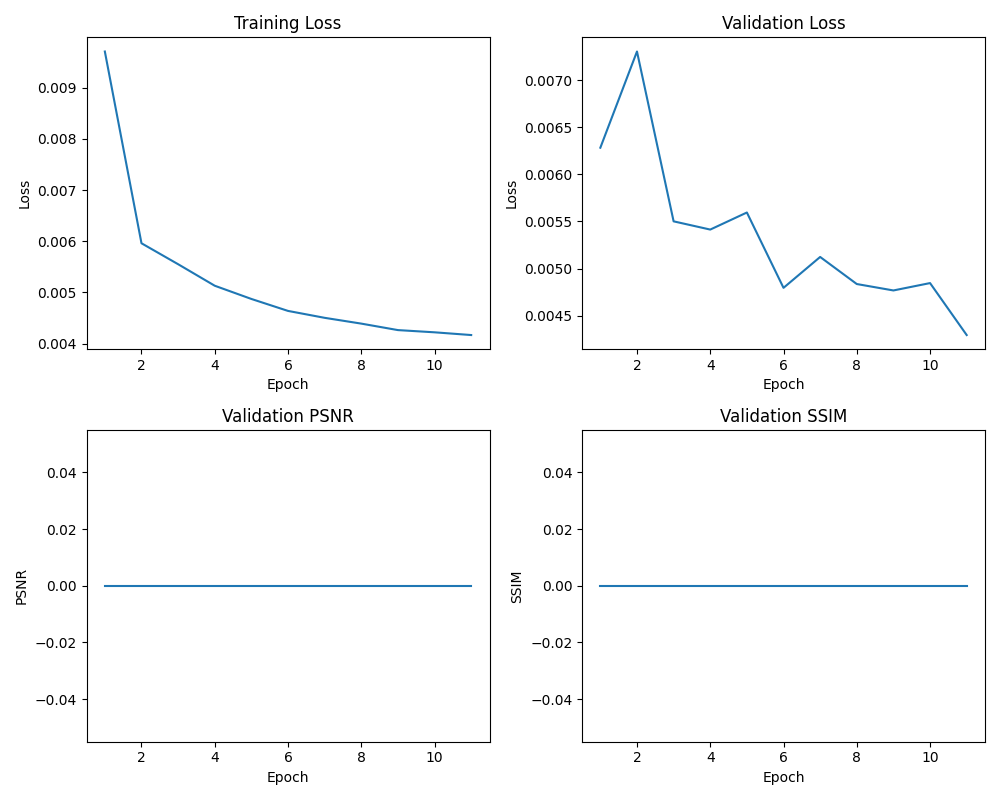 Training Loss
Loss
0.009
0.008
0.007
0.006
0.005
0.004
2 4 6 8 10
Epoch
Validation Loss
Loss
0.0070
0.0065
0.0060
0.0055
0.0050
0.0045
2 4 6 8 10
Epoch
Validation PSNR
PSNR
0.04
0.02
0.00
−0.02
−0.04
2 4 6 8 10
Epoch
Validation SSIM
SSIM
0.04
0.02
0.00
−0.02
−0.04
2 4 6 8 10
Epoch